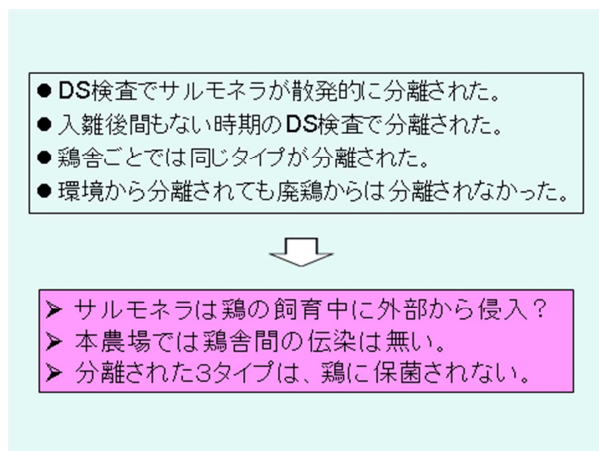 ● DS検査でサルモネラが散発的に分離された。
● 入雛後間もない時期のDS検査で分離された。
● 鶏舎ごとでは同じタイプが分離された。
● 環境から分離されても廃鶏からは分離されなかった。
➢ サルモネラは鶏の飼育中に外部から侵入？
➢ 本農場では鶏舎間の伝染は無い。
➢ 分離された３タイプは、鶏に保菌されない。